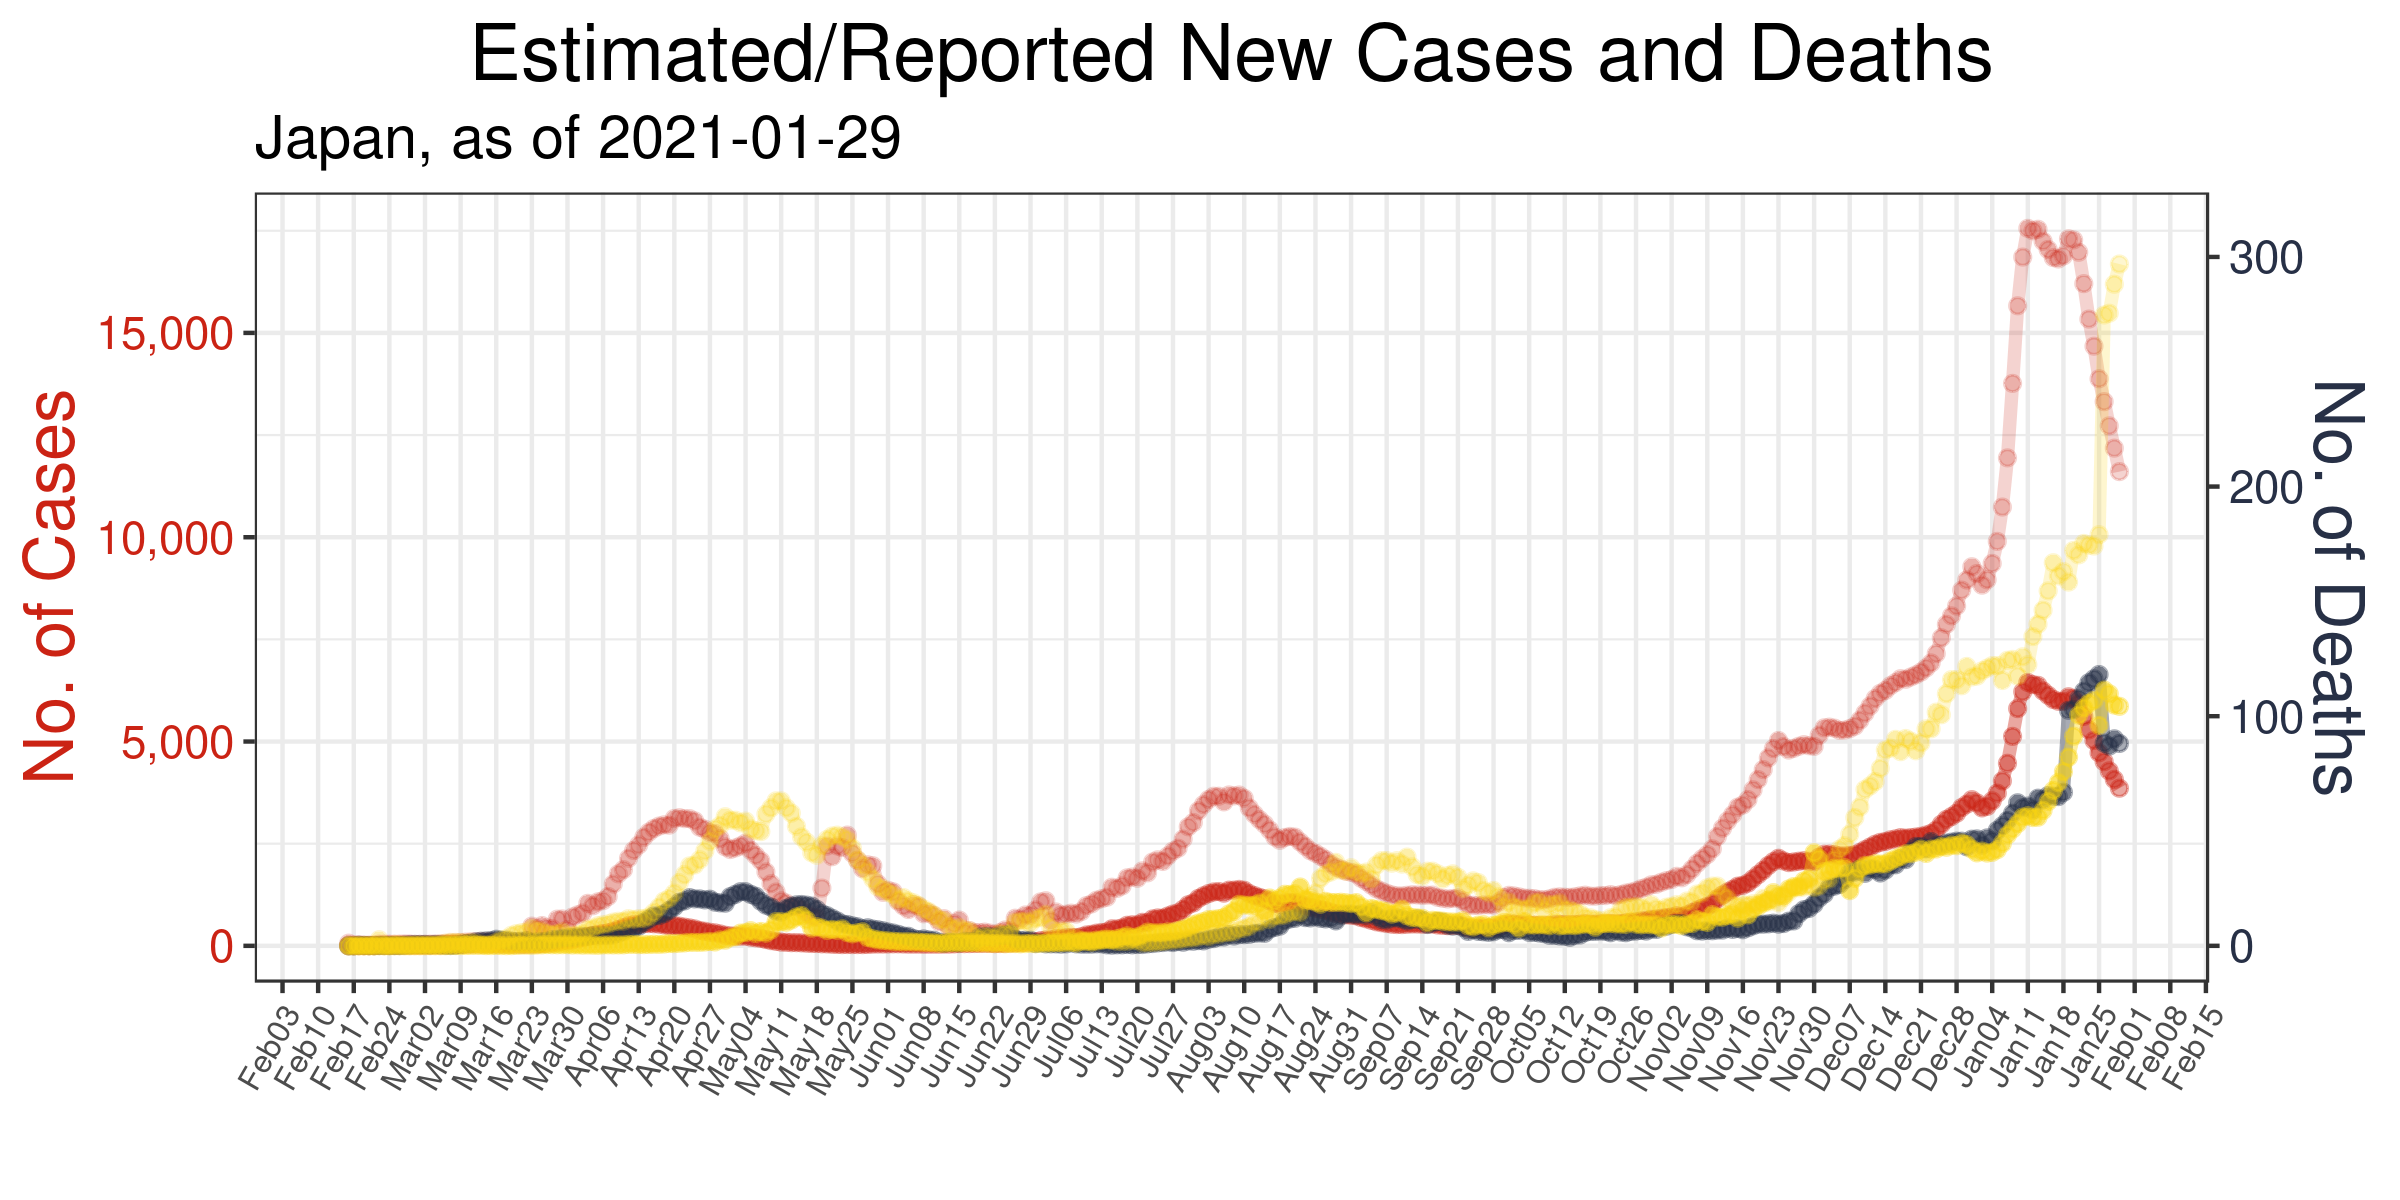 Estimated/Reported New Cases and Deaths
Japan, as of 2021-01-29
No. of Cases
15,000
10,000
5,000
0
300
200
100
0
No. of Deaths
Feb03
Feb10
Feb17
Feb24
Mar02
Mar09
Mar16
Mar23
Mar30
Apr06
Apr13
Apr20
Apr27
May04
May11
May18
May25
Jun01
Jun08
Jun15
Jun22
Jun29
Jul06
Jul13
Jul20
Jul27
Aug03
Aug10
Aug17
Aug24
Aug31
Sep07
Sep14
Sep21
Sep28
Oct05
Oct12
Oct19
Oct26
Nov02
Nov09
Nov16
Nov23
Nov30
Dec07
Dec14
Dec21
Dec28
Jan04
Jan11
Jan18
Jan25
Feb01
Feb08
Feb15